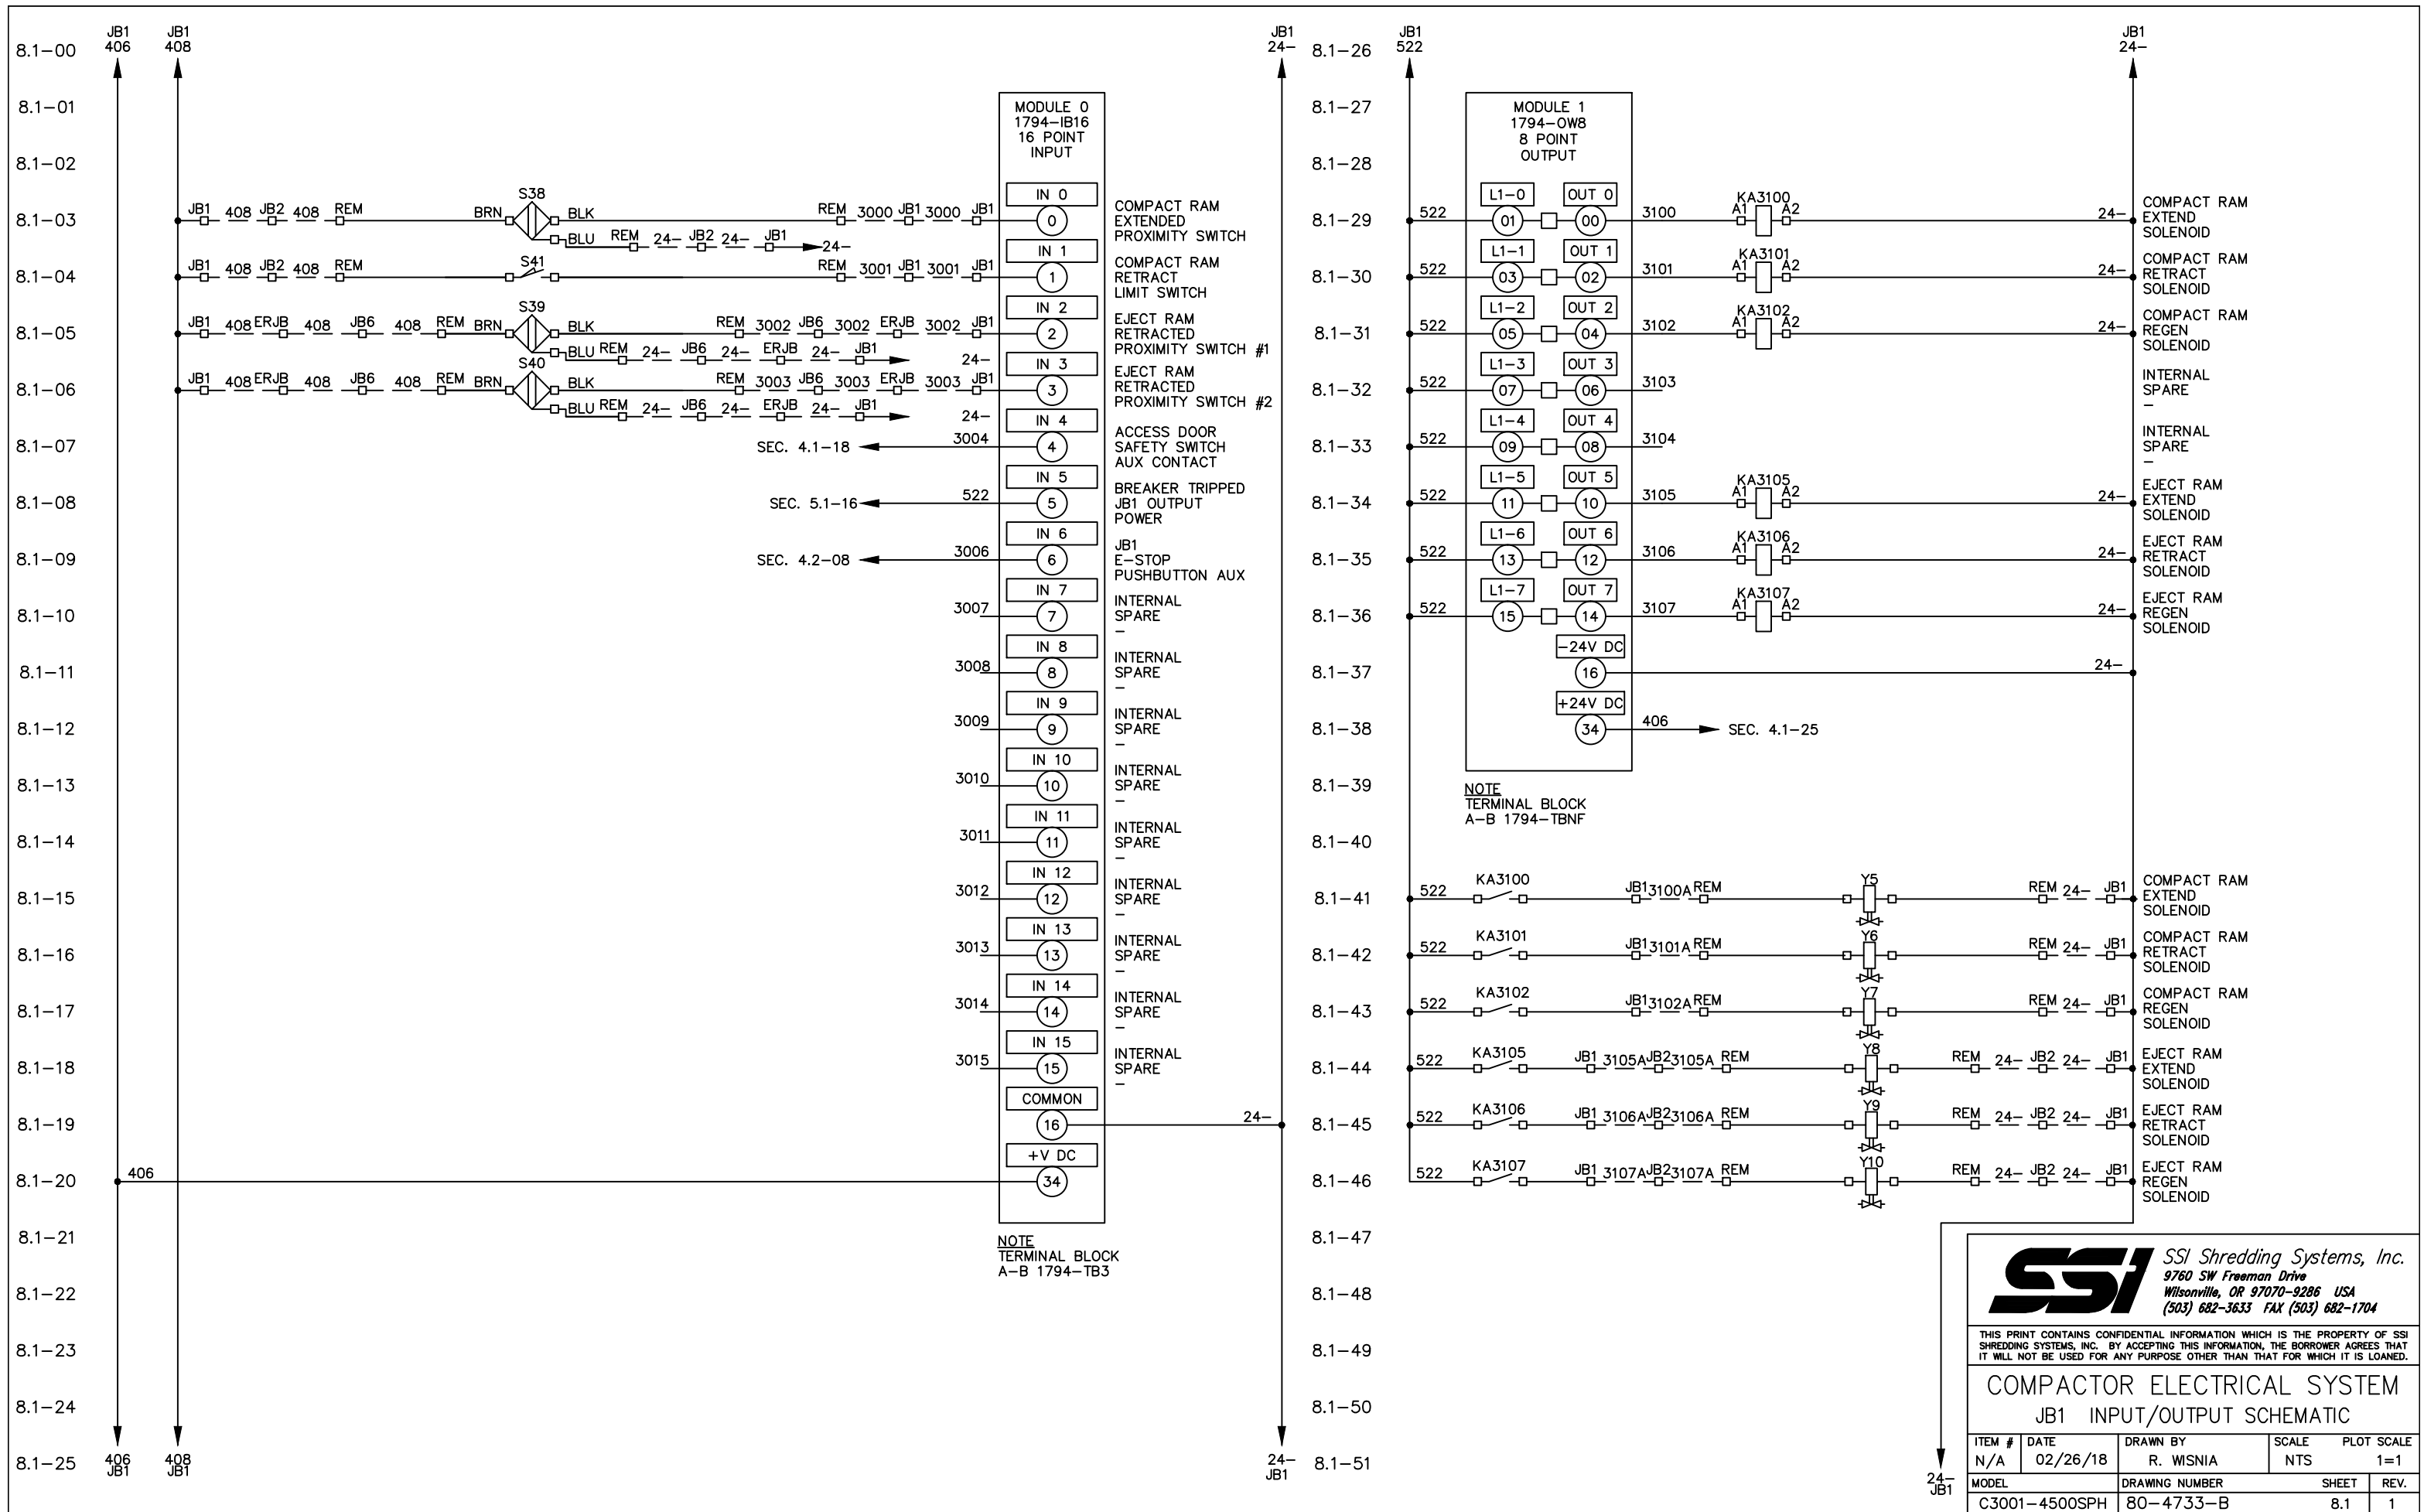 JB1
406
JB1
408
JB1
24-
8.1-00
8.1-01
8.1-02
8.1-03
8.1-04
8.1-05
8.1-06
8.1-07
8.1-08
8.1-09
8.1-10
8.1-11
8.1-12
8.1-13
8.1-14
8.1-15
8.1-16
8.1-17
8.1-18
8.1-19
8.1-20
8.1-21
8.1-22
8.1-23
8.1-24
8.1-25
MODULE 0
1794-IB16
16 POINT
INPUT
JB1 408 JB2 408 REM BRN S38 BLK REM 3000 JB1 3000 JB1
IN 0
0
COMPACT RAM
EXTENDED
PROXIMITY SWITCH
BLU REM 24- JB2 24- JB1 24-
JB1 408 JB2 408 REM S41 REM 3001 JB1 3001 JB1
IN 1
1
COMPACT RAM
RETRACT
LIMIT SWITCH
JB1 408 ERJB 408 JB6 408 REM BRN S39 BLK REM 3002 JB6 3002 ERJB 3002 JB1
IN 2
2
EJECT RAM
RETRACTED
PROXIMITY SWITCH #1
BLU REM 24- JB6 24- ERJB 24- JB1 24-
JB1 408 ERJB 408 JB6 408 REM BRN S40 BLK REM 3003 JB6 3003 ERJB 3003 JB1
IN 3
3
EJECT RAM
RETRACTED
PROXIMITY SWITCH #2
BLU REM 24- JB6 24- ERJB 24- JB1 24-
SEC. 4.1-18 3004
IN 4
4
ACCESS DOOR
SAFETY SWITCH
AUX CONTACT
SEC. 5.1-16 522
IN 5
5
BREAKER TRIPPED
JB1 OUTPUT
POWER
SEC. 4.2-08 3006
IN 6
6
JB1
E-STOP
PUSHBUTTON AUX
3007
IN 7
7
INTERNAL
SPARE
-
3008
IN 8
8
INTERNAL
SPARE
-
3009
IN 9
9
INTERNAL
SPARE
-
3010
IN 10
10
INTERNAL
SPARE
-
3011
IN 11
11
INTERNAL
SPARE
-
3012
IN 12
12
INTERNAL
SPARE
-
3013
IN 13
13
INTERNAL
SPARE
-
3014
IN 14
14
INTERNAL
SPARE
-
3015
IN 15
15
INTERNAL
SPARE
-
COMMON
16
24-
406
+V DC
34
NOTE
TERMINAL BLOCK
A-B 1794-TB3
406
JB1
408
JB1
24-
JB1
JB1
522
JB1
24-
8.1-26
8.1-27
8.1-28
8.1-29
8.1-30
8.1-31
8.1-32
8.1-33
8.1-34
8.1-35
8.1-36
8.1-37
8.1-38
8.1-39
8.1-40
8.1-41
8.1-42
8.1-43
8.1-44
8.1-45
8.1-46
8.1-47
8.1-48
8.1-49
8.1-50
8.1-51
MODULE 1
1794-OW8
8 POINT
OUTPUT
L1-0 OUT 0
522 01 00 3100 KA3100 A1 A2 24-
COMPACT RAM
EXTEND
SOLENOID
L1-1 OUT 1
522 03 02 3101 KA3101 A1 A2 24-
COMPACT RAM
RETRACT
SOLENOID
L1-2 OUT 2
522 05 04 3102 KA3102 A1 A2 24-
COMPACT RAM
REGEN
SOLENOID
L1-3 OUT 3
522 07 06 3103
INTERNAL
SPARE
-
L1-4 OUT 4
522 09 08 3104
INTERNAL
SPARE
-
L1-5 OUT 5
522 11 10 3105 KA3105 A1 A2 24-
EJECT RAM
EXTEND
SOLENOID
L1-6 OUT 6
522 13 12 3106 KA3106 A1 A2 24-
EJECT RAM
RETRACT
SOLENOID
L1-7 OUT 7
522 15 14 3107 KA3107 A1 A2 24-
EJECT RAM
REGEN
SOLENOID
-24V DC
16 24-
+24V DC
34 406 SEC. 4.1-25
NOTE
TERMINAL BLOCK
A-B 1794-TBNF
522 KA3100 JB1 3100A REM Y5 REM 24- JB1
COMPACT RAM
EXTEND
SOLENOID
522 KA3101 JB1 3101A REM Y6 REM 24- JB1
COMPACT RAM
RETRACT
SOLENOID
522 KA3102 JB1 3102A REM Y7 REM 24- JB1
COMPACT RAM
REGEN
SOLENOID
522 KA3105 JB1 3105A JB2 3105A REM Y8 REM 24- JB2 24- JB1
EJECT RAM
EXTEND
SOLENOID
522 KA3106 JB1 3106A JB2 3106A REM Y9 REM 24- JB2 24- JB1
EJECT RAM
RETRACT
SOLENOID
522 KA3107 JB1 3107A JB2 3107A REM Y10 REM 24- JB2 24- JB1
EJECT RAM
REGEN
SOLENOID
24-
JB1
SSI
SSI Shredding Systems, Inc.
9760 SW Freeman Drive
Wilsonville, OR 97070-9286 USA
(503) 682-3633 FAX (503) 682-1704
THIS PRINT CONTAINS CONFIDENTIAL INFORMATION WHICH IS THE PROPERTY OF SSI
SHREDDING SYSTEMS, INC. BY ACCEPTING THIS INFORMATION, THE BORROWER AGREES THAT
IT WILL NOT BE USED FOR ANY PURPOSE OTHER THAN THAT FOR WHICH IT IS LOANED.
COMPACTOR ELECTRICAL SYSTEM
JB1 INPUT/OUTPUT SCHEMATIC
ITEM # DATE DRAWN BY SCALE PLOT SCALE
N/A 02/26/18 R. WISNIA NTS 1=1
MODEL DRAWING NUMBER SHEET REV.
C3001-4500SPH 80-4733-B 8.1 1